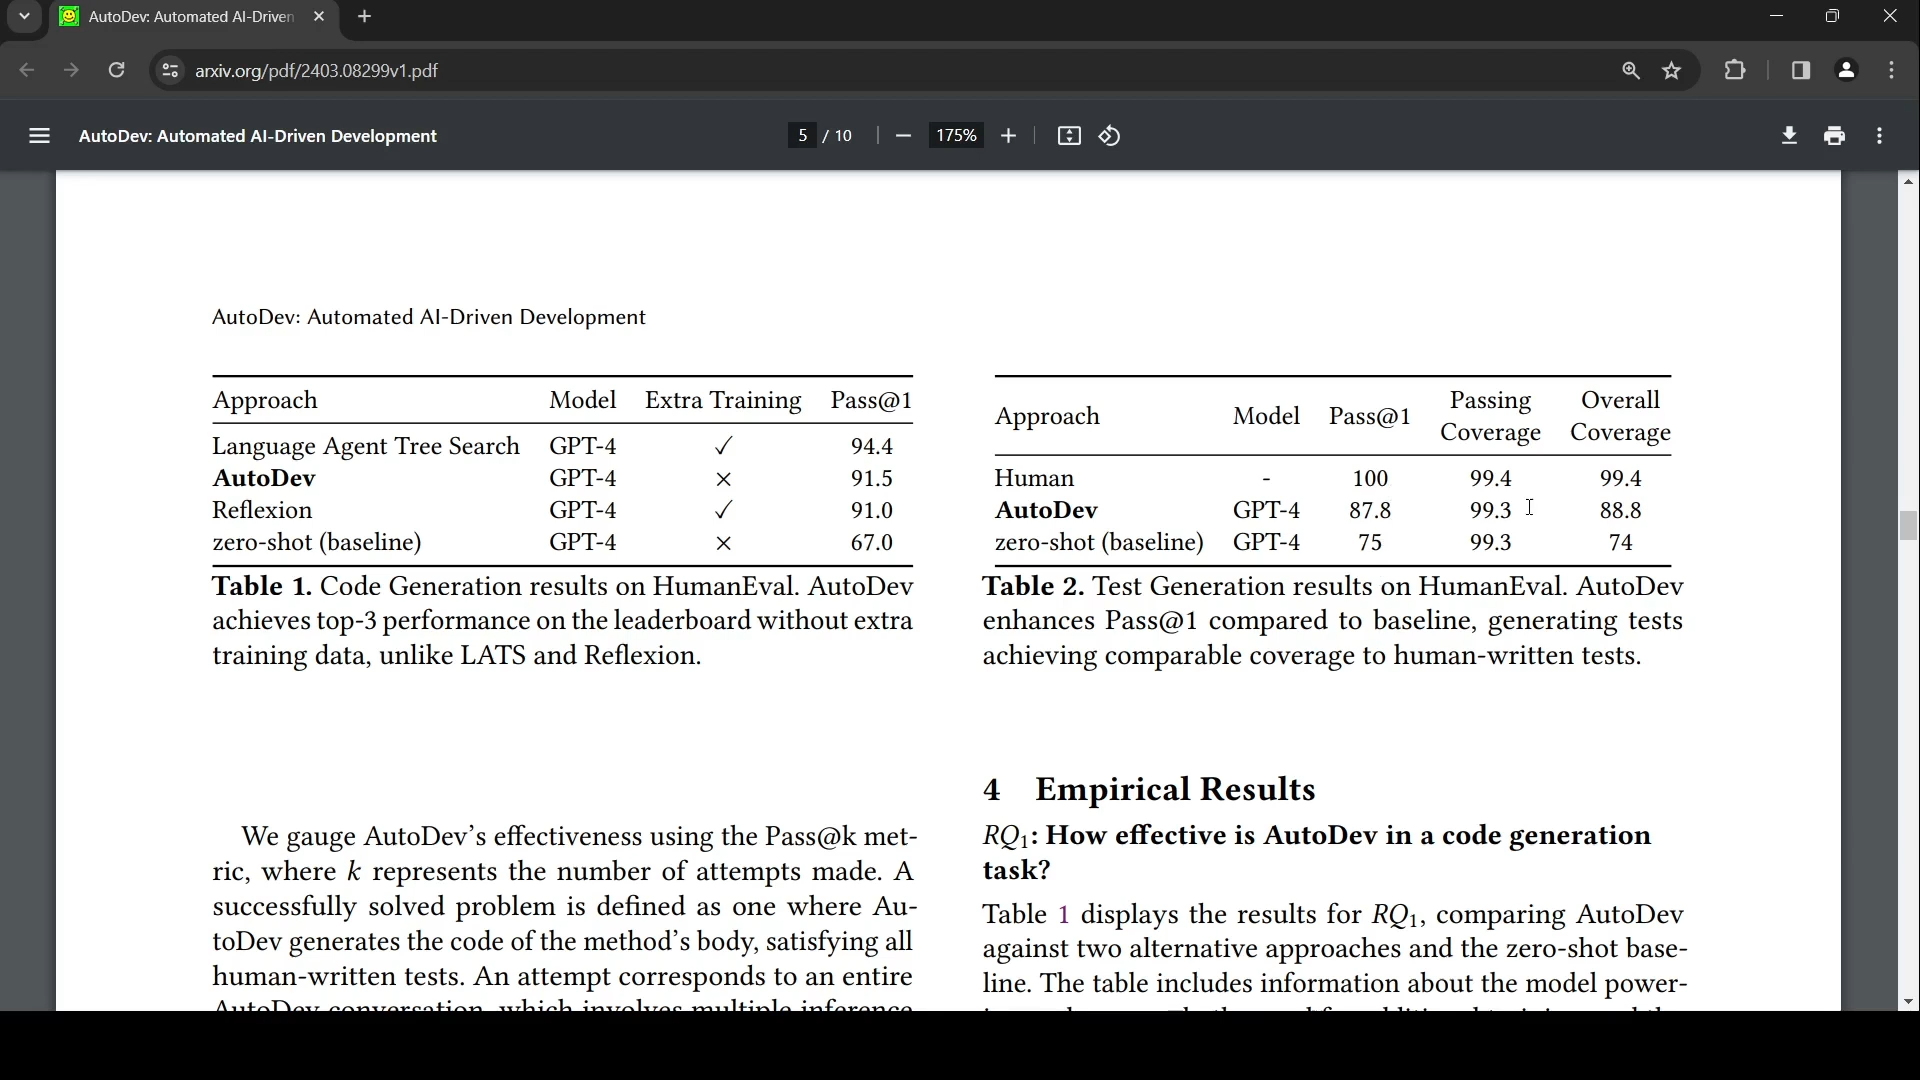 AutoDev: Automated AI-Driven
arxiv.org/pdf/2403.08299v1.pdf
AutoDev: Automated AI-Driven Development
5 / 10
175%
AutoDev: Automated AI-Driven Development
Approach Model Extra Training Pass@1
Language Agent Tree Search GPT-4 ✓ 94.4
AutoDev GPT-4 × 91.5
Reflexion GPT-4 ✓ 91.0
zero-shot (baseline) GPT-4 × 67.0
Table 1. Code Generation results on HumanEval. AutoDev
achieves top-3 performance on the leaderboard without extra
training data, unlike LATS and Reflexion.
We gauge AutoDev’s effectiveness using the Pass@k met-
ric, where k represents the number of attempts made. A
successfully solved problem is defined as one where Au-
toDev generates the code of the method’s body, satisfying all
human-written tests. An attempt corresponds to an entire
AutoDev conversation, which involves multiple inference
Approach Model Pass@1 Passing Coverage Overall Coverage
Human - 100 99.4 99.4
AutoDev GPT-4 87.8 99.3 88.8
zero-shot (baseline) GPT-4 75 99.3 74
Table 2. Test Generation results on HumanEval. AutoDev
enhances Pass@1 compared to baseline, generating tests
achieving comparable coverage to human-written tests.
4 Empirical Results
RQ1: How effective is AutoDev in a code generation
task?
Table 1 displays the results for RQ1, comparing AutoDev
against two alternative approaches and the zero-shot base-
line. The table includes information about the model power-